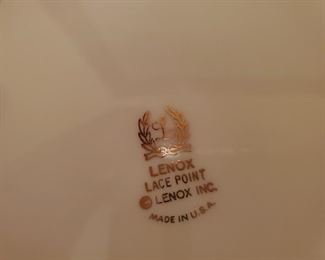 LENOX
LACE POINT
© LENOX INC.
MADE IN U.S.A.